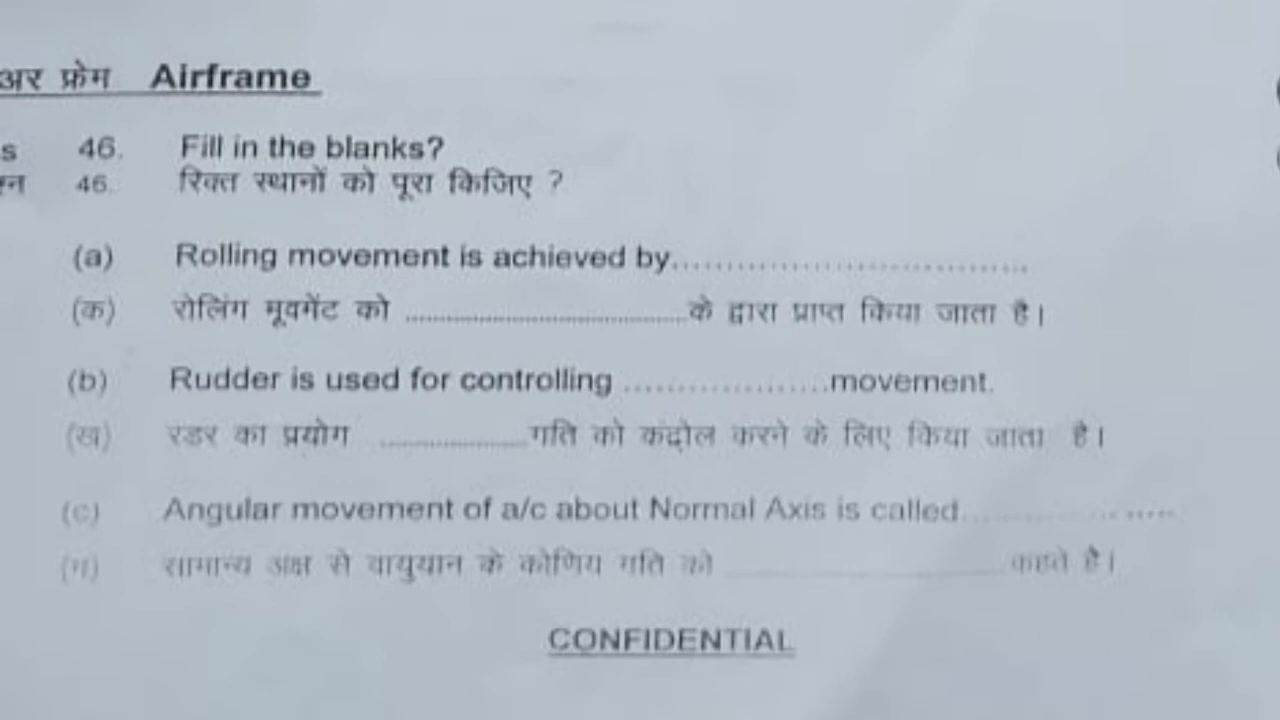 अर फ्रेम Airframe
s 46. Fill in the blanks?
न 46. रिक्त स्थानों को पूरा किजिए ?
(a) Rolling movement is achieved by..................................
(क) रोलिंग मूवमेंट को ..........................................के द्वारा प्राप्त किया जाता है।
(b) Rudder is used for controlling ...................movement.
(ख) रडर का प्रयोग ......................गति को कंट्रोल करने के लिए किया जाता है।
(c) Angular movement of a/c about Normal Axis is called......................
(ग) सामान्य अक्ष से वायुयान के कोणिय गति को ........................................ कहते है।
CONFIDENTIAL